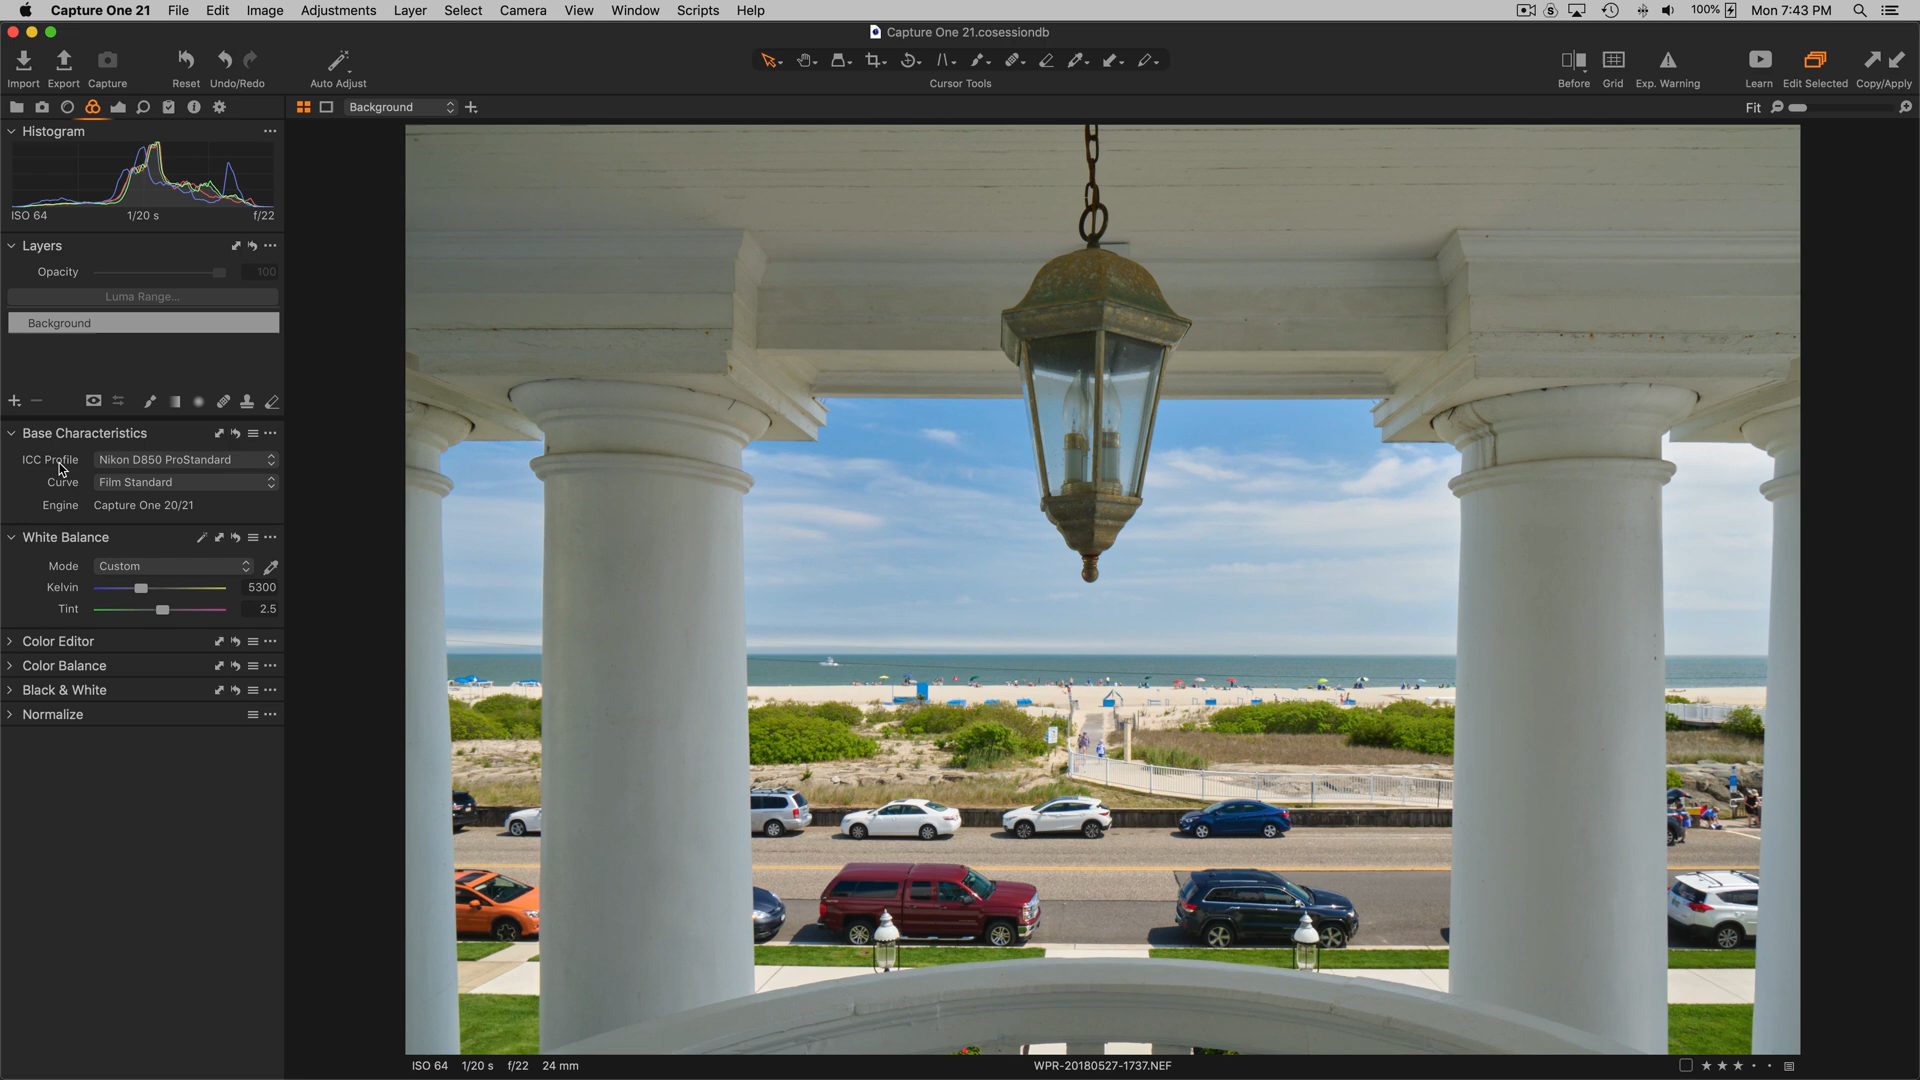 Capture One 21 File Edit Image Adjustments Layer Select Camera View Window Scripts Help 100% Mon 7:43 PM
Capture One 21.cosessiondb
Import Export Capture Reset Undo/Redo Auto Adjust Cursor Tools Before Grid Exp. Warning Learn Edit Selected Copy/Apply
Background Fit
Histogram
ISO 64 1/20 s f/22
Layers
Opacity 100
Luma Range...
Background
Base Characteristics
ICC Profile Nikon D850 ProStandard
Curve Film Standard
Engine Capture One 20/21
White Balance
Mode Custom
Kelvin 5300
Tint 2.5
Color Editor
Color Balance
Black & White
Normalize
ISO 64 1/20 s f/22 24 mm WPR-20180527-1737.NEF